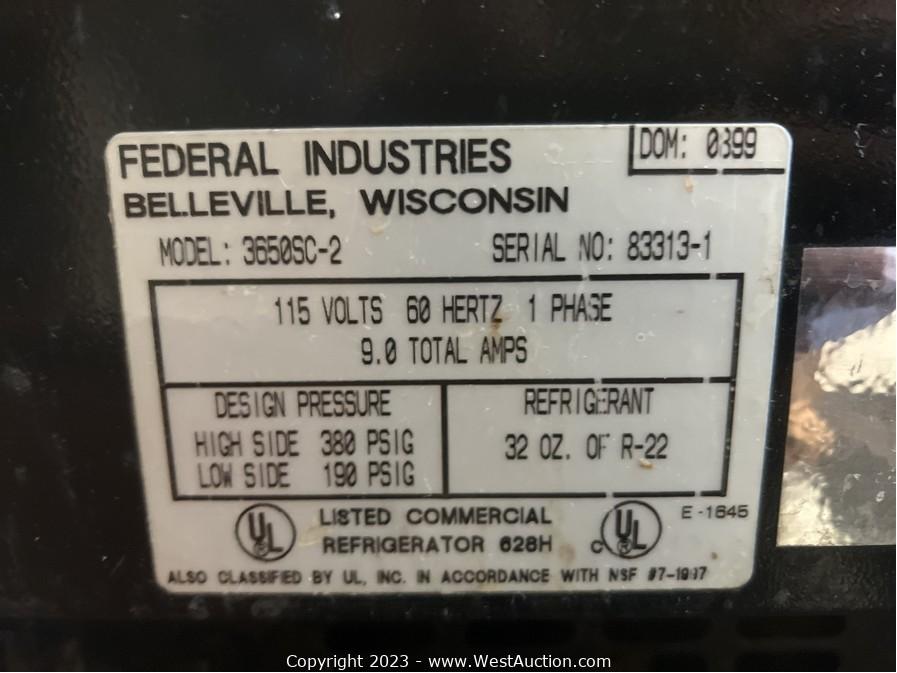 FEDERAL INDUSTRIES
DOM: 0399
BELLEVILLE, WISCONSIN
MODEL: 3650SC-2 SERIAL NO: 83313-1
115 VOLTS 60 HERTZ 1 PHASE
9.0 TOTAL AMPS
DESIGN PRESSURE
HIGH SIDE 380 PSIG
LOW SIDE 190 PSIG
REFRIGERANT
32 OZ. OF R-22
UL
LISTED COMMERCIAL
REFRIGERATOR 628H
C UL
E-1645
ALSO CLASSIFIED BY UL, INC. IN ACCORDANCE WITH NSF #7-1997
Copyright 2023 - www.WestAuction.com